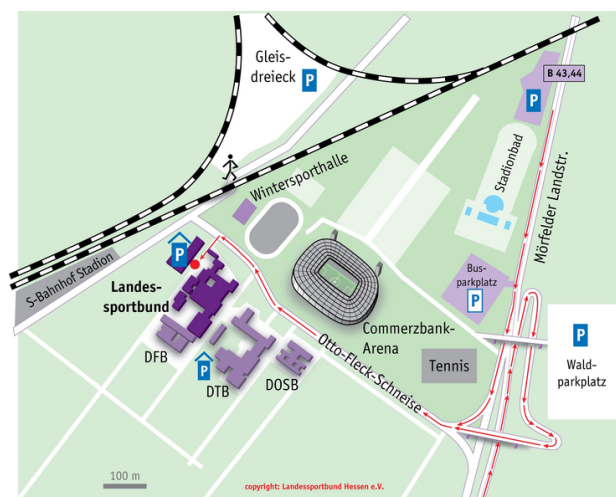 Gleis-
dreieck
P
B 43,44
P
Stadionbad
Mörfelder Landstr.
Wintersporthalle
P
S-Bahnhof Stadion
Landes-
sportbund
Bus-
parkplatz
P
Commerzbank-
Arena
Otto-Fleck-Schneise
Tennis
P
Wald-
parkplatz
DFB
P
DTB
DOSB
100 m
copyright: Landessportbund Hessen e.V.